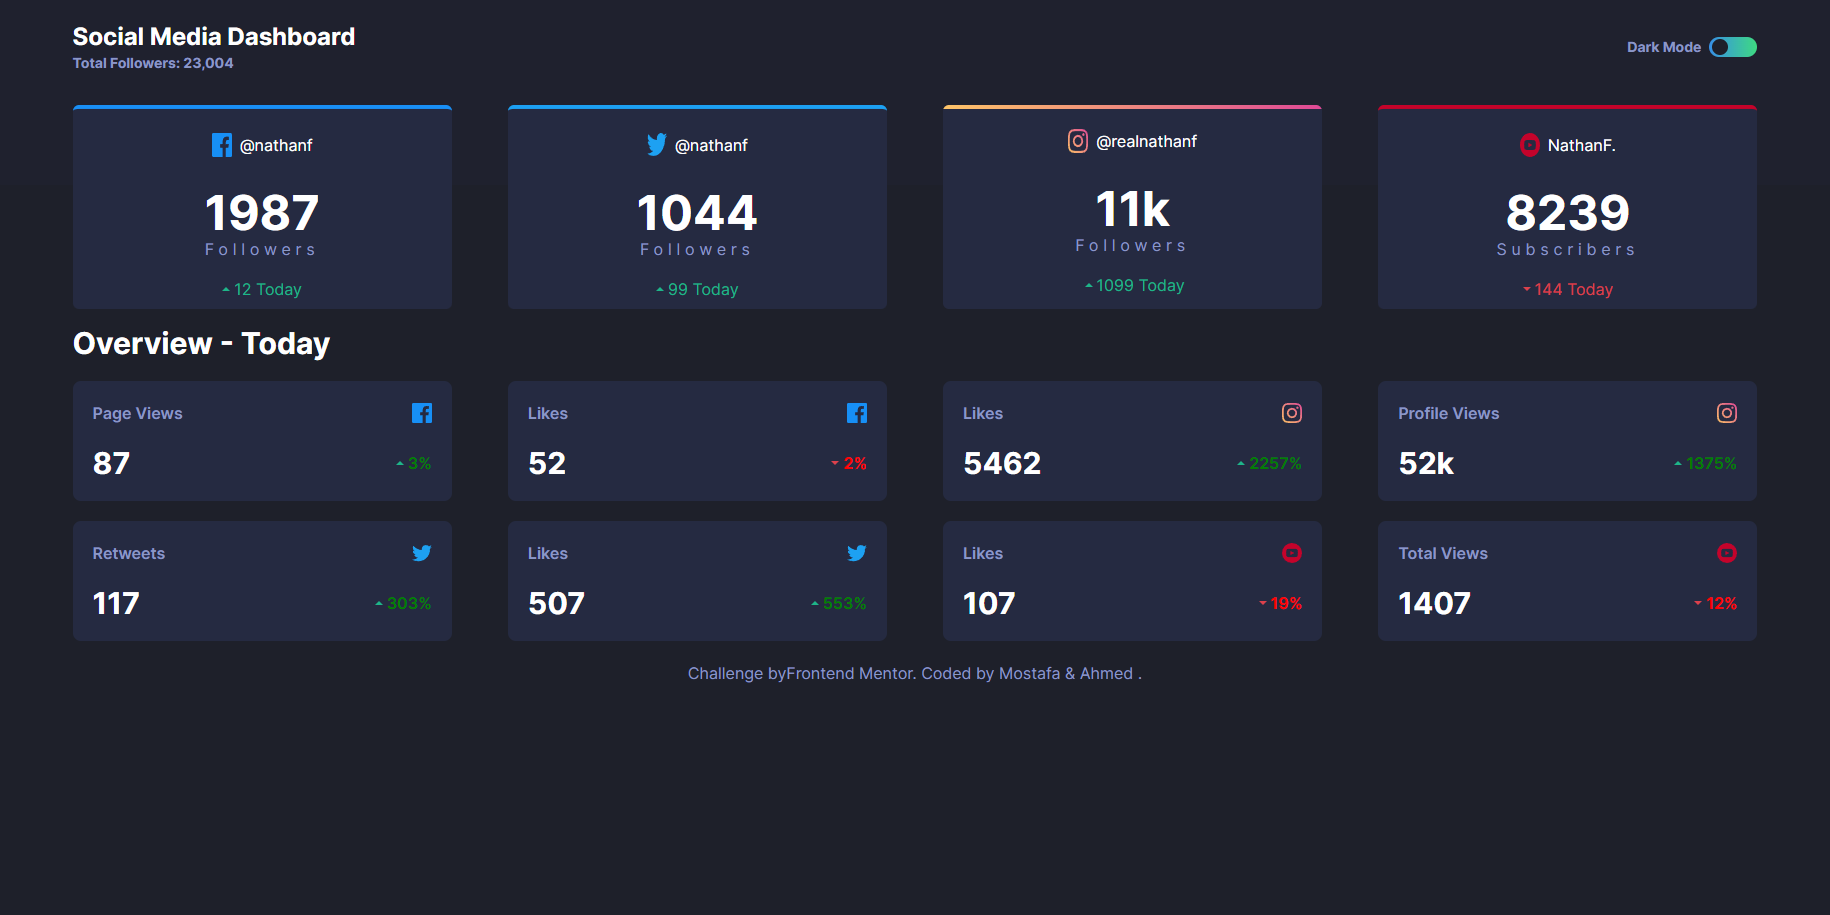 Social Media Dashboard
Total Followers: 23,004
Dark Mode
@nathanf
1987
Followers
12 Today
@nathanf
1044
Followers
99 Today
@realnathanf
11k
Followers
1099 Today
NathanF.
8239
Subscribers
144 Today
Overview - Today
Page Views
87
3%
Likes
52
2%
Likes
5462
2257%
Profile Views
52k
1375%
Retweets
117
303%
Likes
507
553%
Likes
107
19%
Total Views
1407
12%
Challenge byFrontend Mentor. Coded by Mostafa & Ahmed .